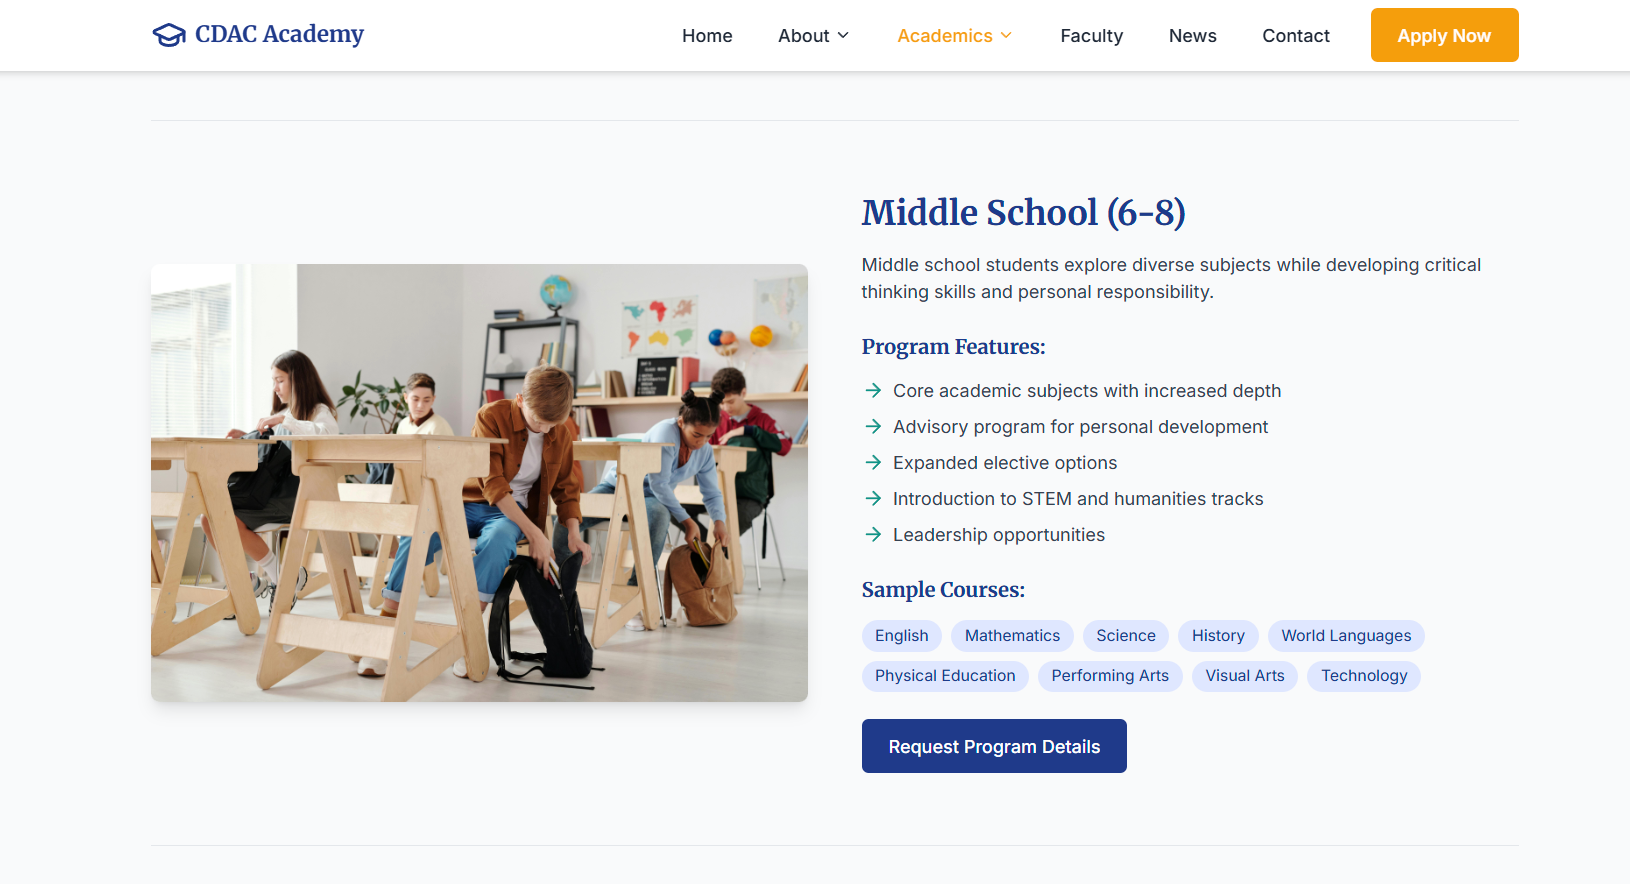 CDAC Academy
Home About Academics Faculty News Contact Apply Now
Middle School (6-8)
Middle school students explore diverse subjects while developing critical
thinking skills and personal responsibility.
Program Features:
Core academic subjects with increased depth
Advisory program for personal development
Expanded elective options
Introduction to STEM and humanities tracks
Leadership opportunities
Sample Courses:
English Mathematics Science History World Languages
Physical Education Performing Arts Visual Arts Technology
Request Program Details